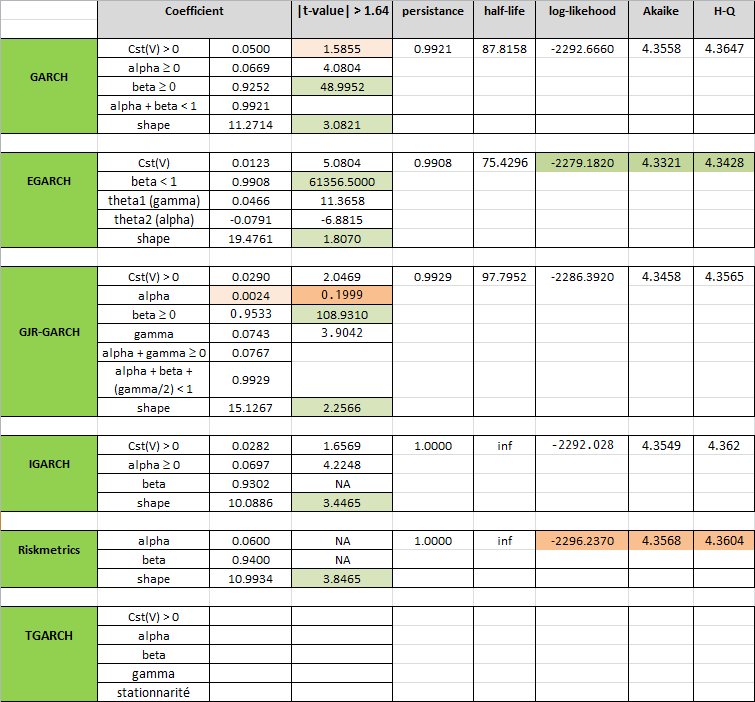 Coefficient |t-value| > 1.64 persistance half-life log-likehood Akaike H-Q
GARCH
Cst(V) > 0 0.0500 1.5855 0.9921 87.8158 -2292.6660 4.3558 4.3647
alpha ≥ 0 0.0669 4.0804
beta ≥ 0 0.9252 48.9952
alpha + beta < 1 0.9921
shape 11.2714 3.0821
EGARCH
Cst(V) 0.0123 5.0804 0.9908 75.4296 -2279.1820 4.3321 4.3428
beta < 1 0.9908 61356.5000
theta1 (gamma) 0.0466 11.3658
theta2 (alpha) -0.0791 -6.8815
shape 19.4761 1.8070
GJR-GARCH
Cst(V) > 0 0.0290 2.0469 0.9929 97.7952 -2286.3920 4.3458 4.3565
alpha 0.0024 0.1999
beta ≥ 0 0.9533 108.9310
gamma 0.0743 3.9042
alpha + gamma ≥ 0 0.0767
alpha + beta +
(gamma/2) < 1 0.9929
shape 15.1267 2.2566
IGARCH
Cst(V) > 0 0.0282 1.6569 1.0000 inf -2292.028 4.3549 4.362
alpha ≥ 0 0.0697 4.2248
beta 0.9302 NA
shape 10.0886 3.4465
Riskmetrics
alpha 0.0600 NA 1.0000 inf -2296.2370 4.3568 4.3604
beta 0.9400 NA
shape 10.9934 3.8465
TGARCH
Cst(V) > 0
alpha
beta
gamma
stationnarité